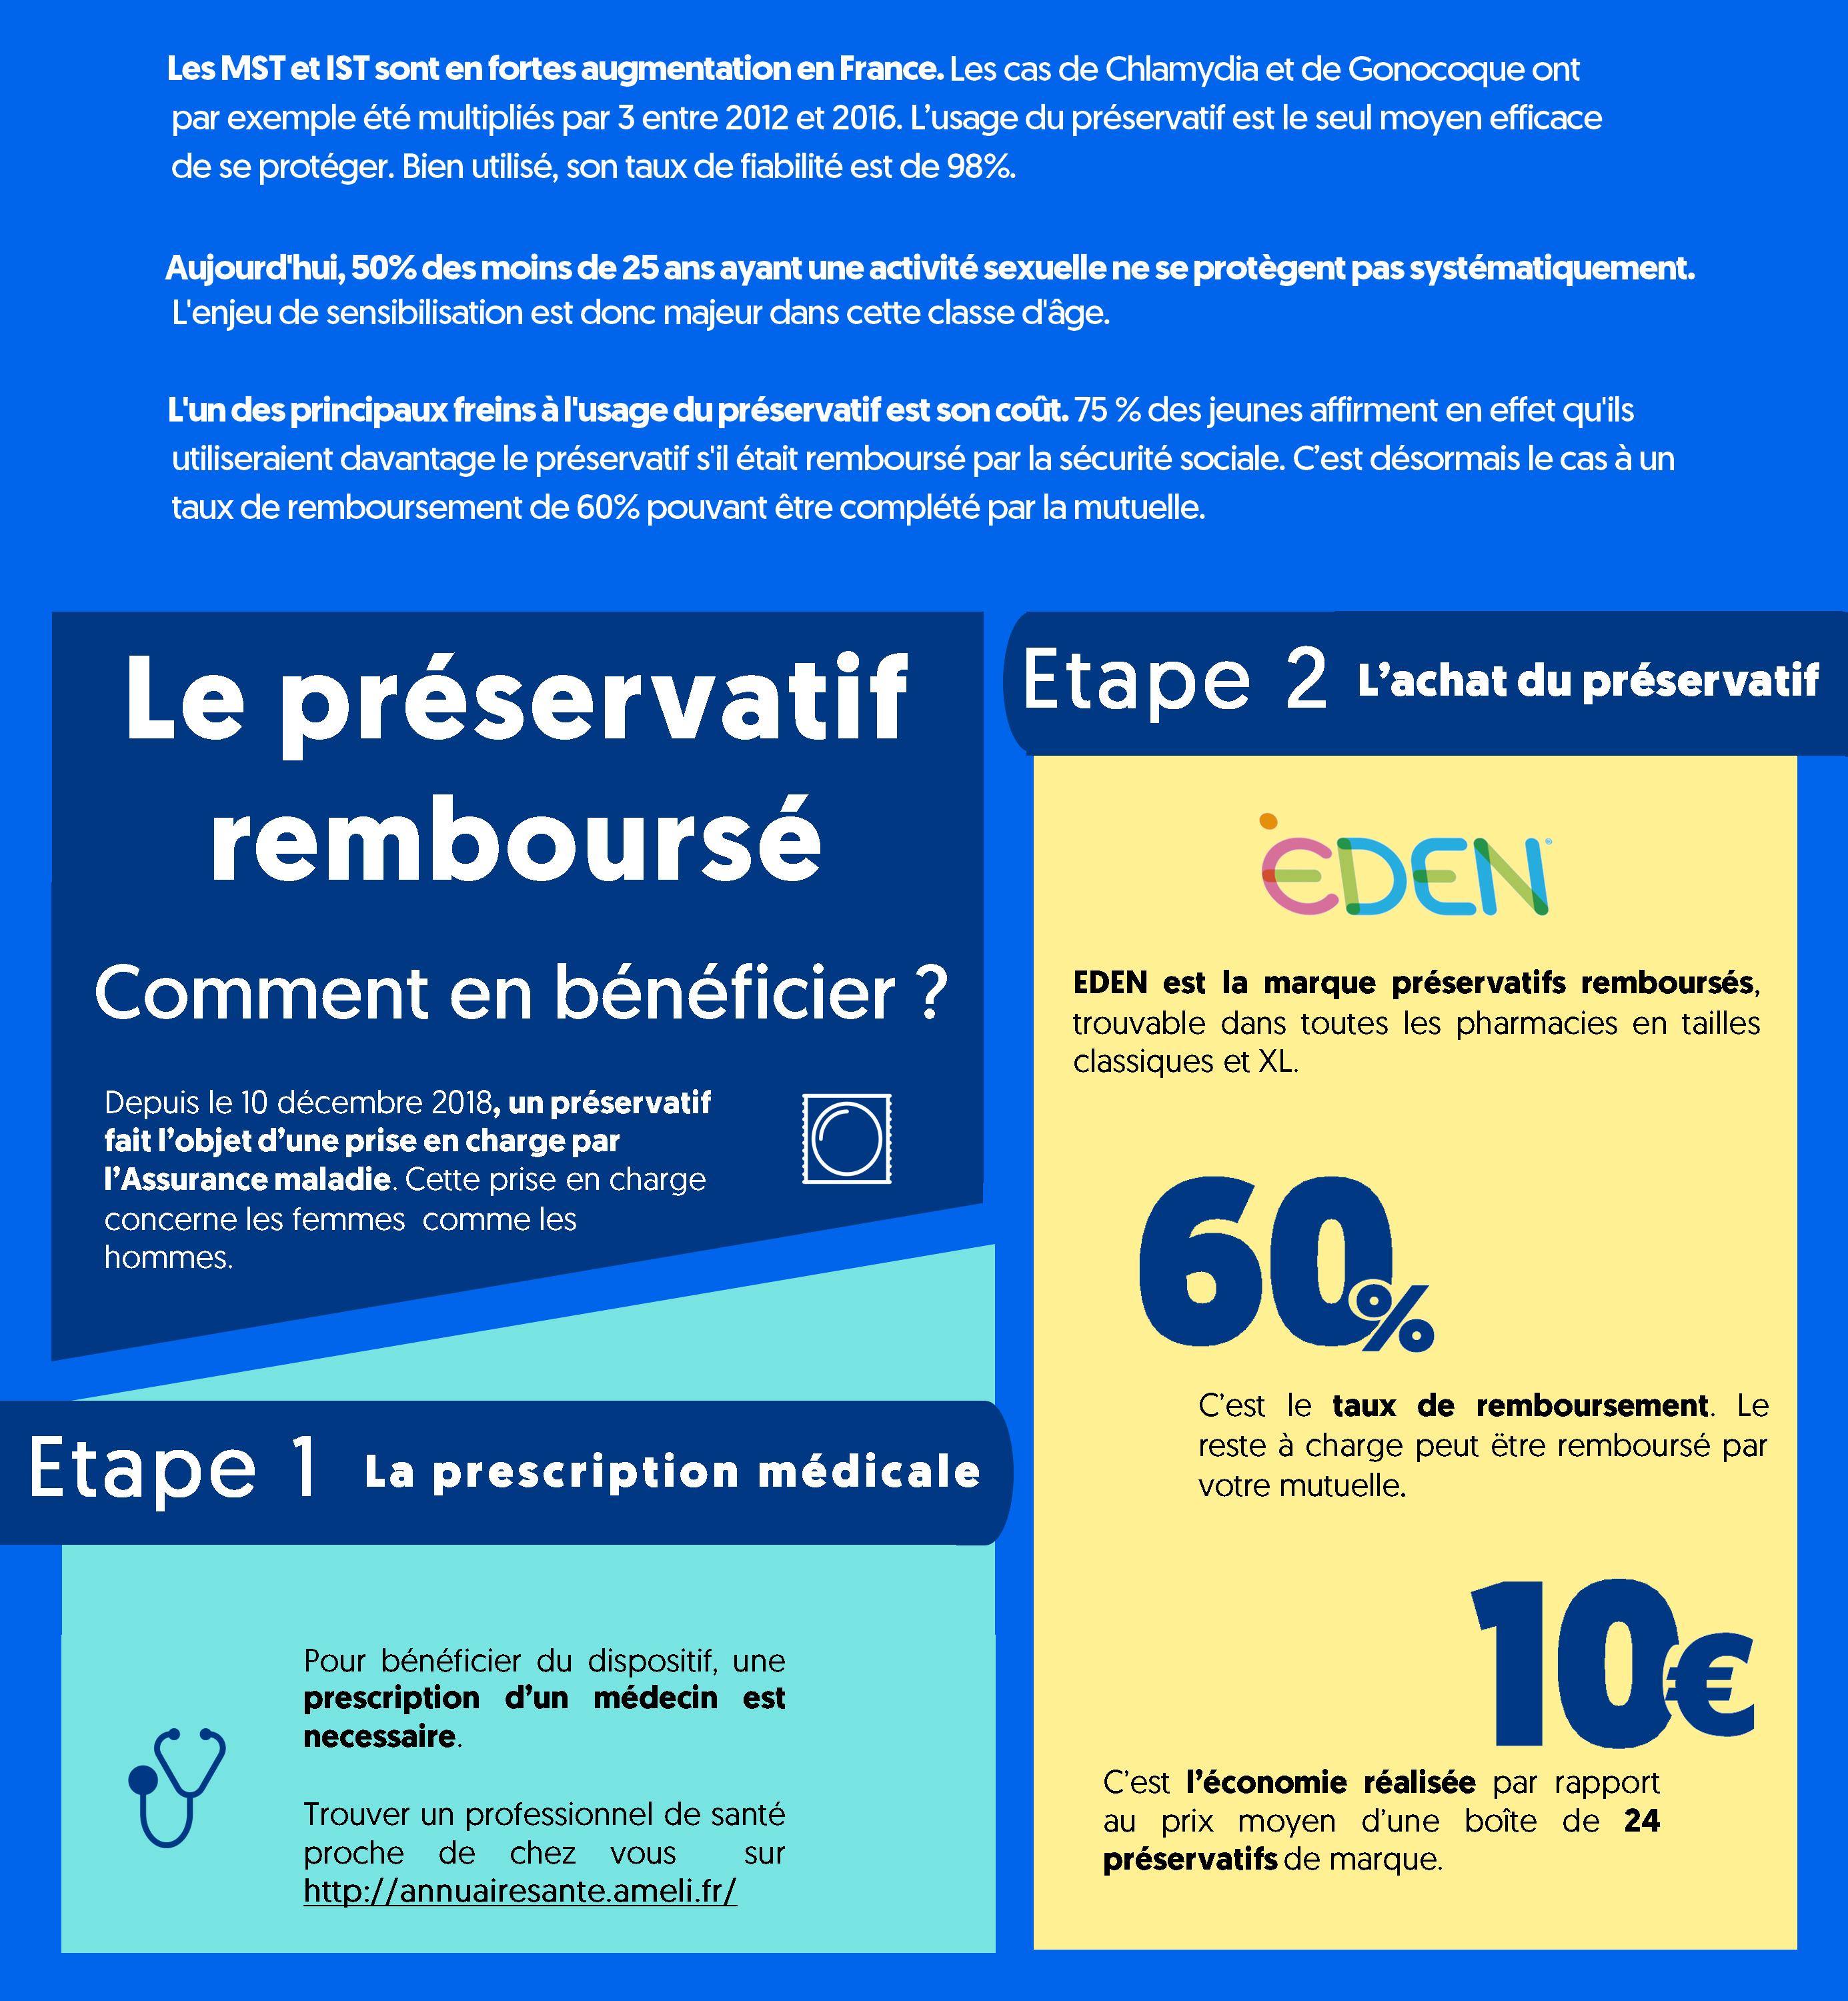 Les MST et IST sont en fortes augmentation en France. Les cas de Chlamydia et de Gonocoque ont
par exemple été multipliés par 3 entre 2012 et 2016. L’usage du préservatif est le seul moyen efficace
de se protéger. Bien utilisé, son taux de fiabilité est de 98%.
Aujourd'hui, 50% des moins de 25 ans ayant une activité sexuelle ne se protègent pas systématiquement.
L'enjeu de sensibilisation est donc majeur dans cette classe d'âge.
L'un des principaux freins à l'usage du préservatif est son coût. 75 % des jeunes affirment en effet qu'ils
utiliseraient davantage le préservatif s'il était remboursé par la sécurité sociale. C’est désormais le cas à un
taux de remboursement de 60% pouvant être complété par la mutuelle.
Le préservatif
remboursé
Comment en bénéficier ?
Depuis le 10 décembre 2018, un préservatif
fait l’objet d’une prise en charge par
l’Assurance maladie. Cette prise en charge
concerne les femmes comme les
hommes.
Etape 1 La prescription médicale
Pour bénéficier du dispositif, une
prescription d’un médecin est
necessaire.
Trouver un professionnel de santé
proche de chez vous sur
http://annuairesante.ameli.fr/
Etape 2 L’achat du préservatif
EDEN
EDEN est la marque préservatifs remboursés,
trouvable dans toutes les pharmacies en tailles
classiques et XL.
60%
C’est le taux de remboursement. Le
reste à charge peut ëtre remboursé par
votre mutuelle.
10€
C’est l’économie réalisée par rapport
au prix moyen d’une boîte de 24
préservatifs de marque.